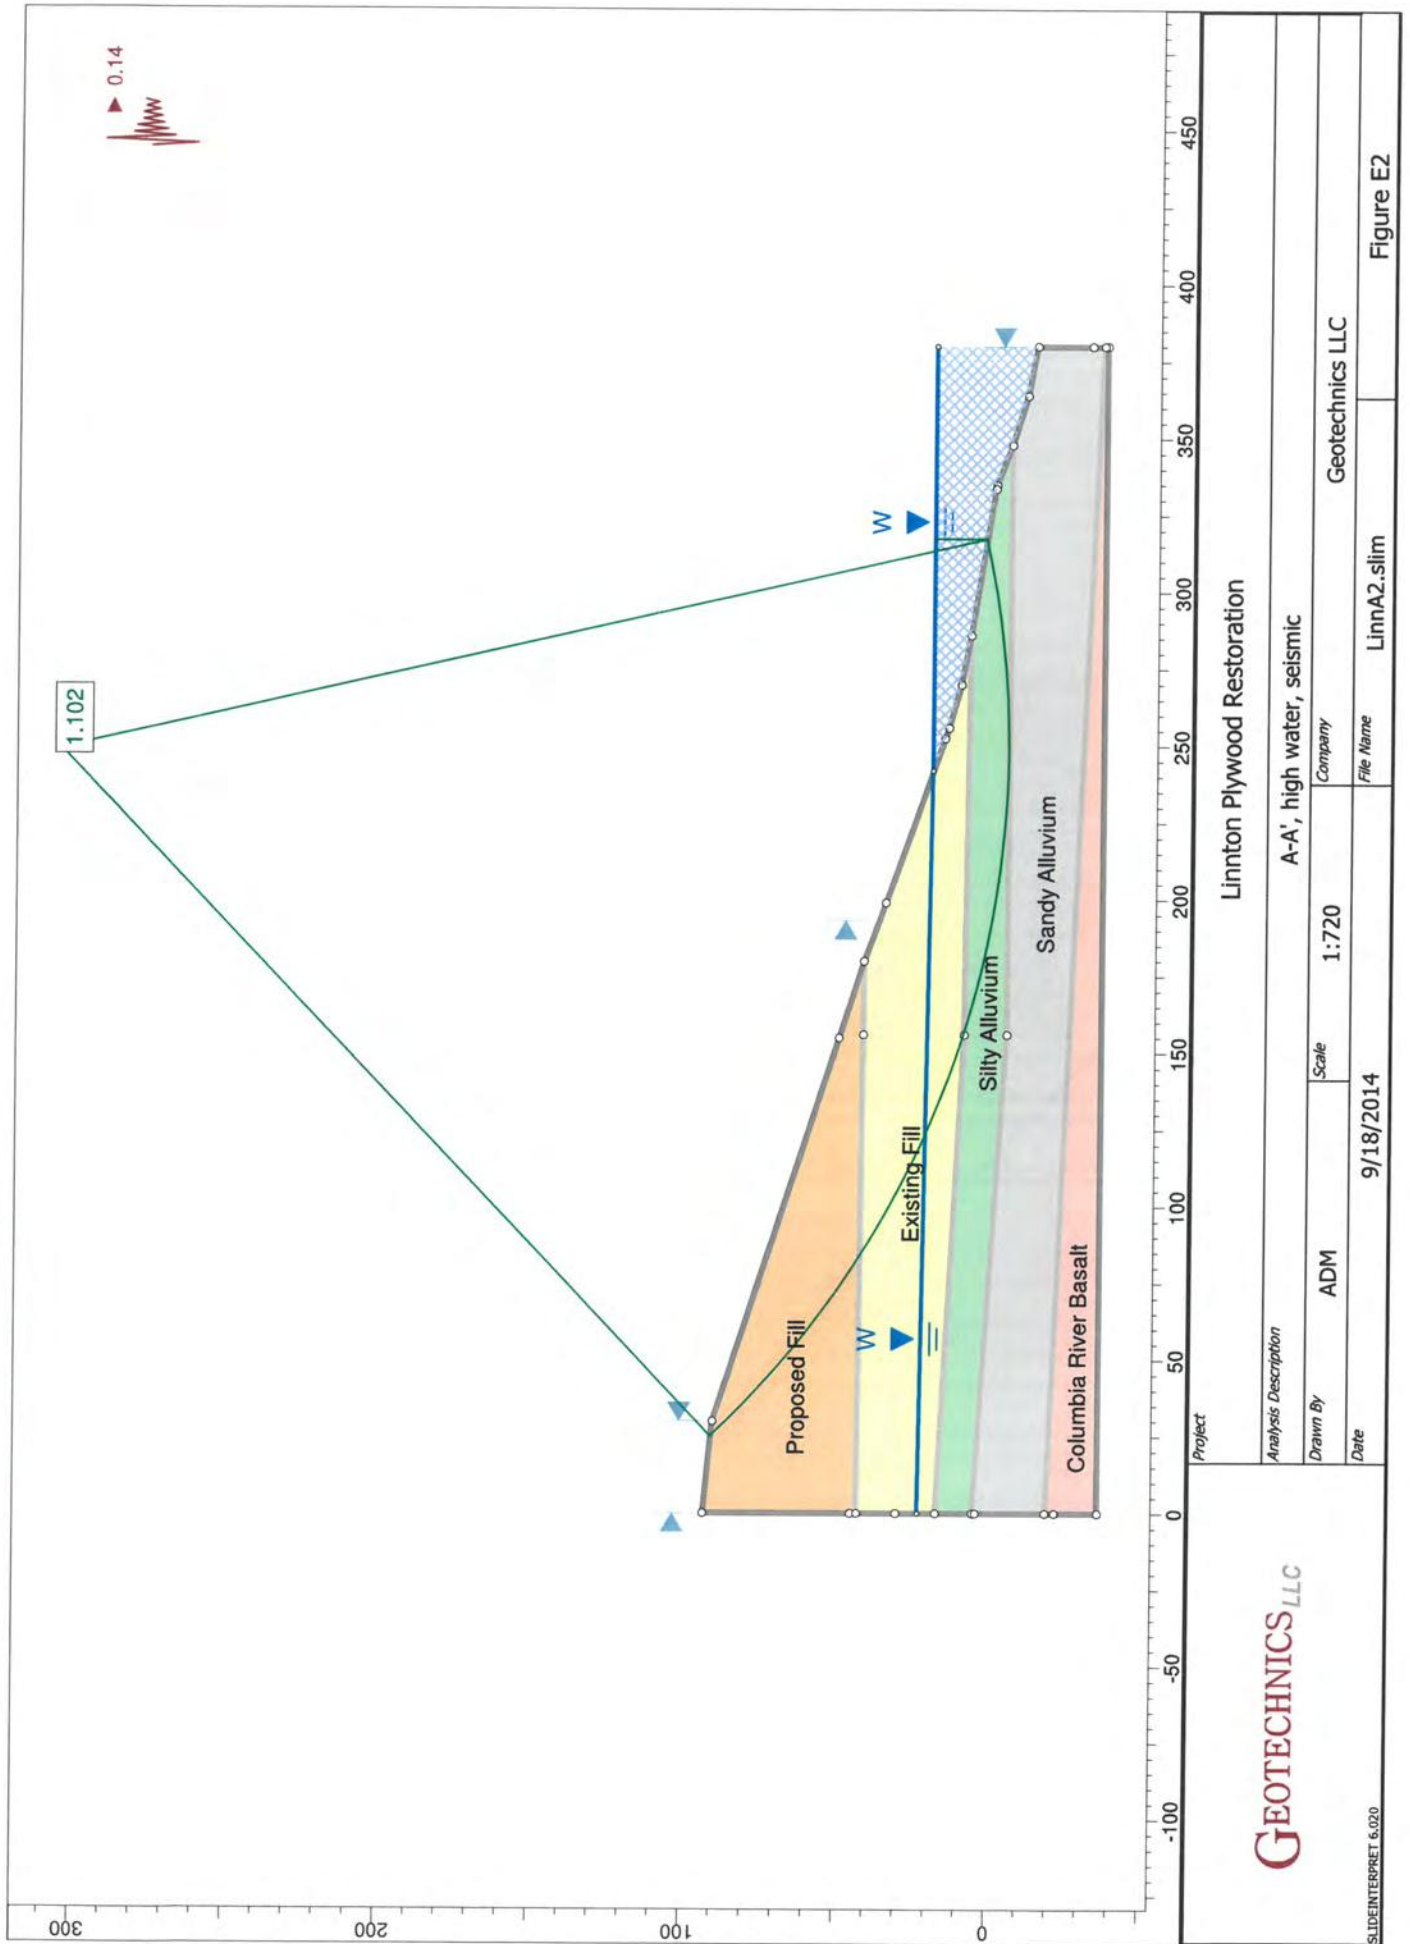 0.14
1.102
W
W
Proposed Fill
Existing Fill
Silty Alluvium
Sandy Alluvium
Columbia River Basalt
300
200
100
0
-100
-50
0
50
100
150
200
250
300
350
400
450
GEOTECHNICS LLC
Project
Linnton Plywood Restoration
Analysis Description
A-A', high water, seismic
Drawn By
ADM
Scale
1:720
Company
Geotechnics LLC
Date
9/18/2014
File Name
LinnA2.slim
Figure E2
SLIDEINTERPRET 6.020